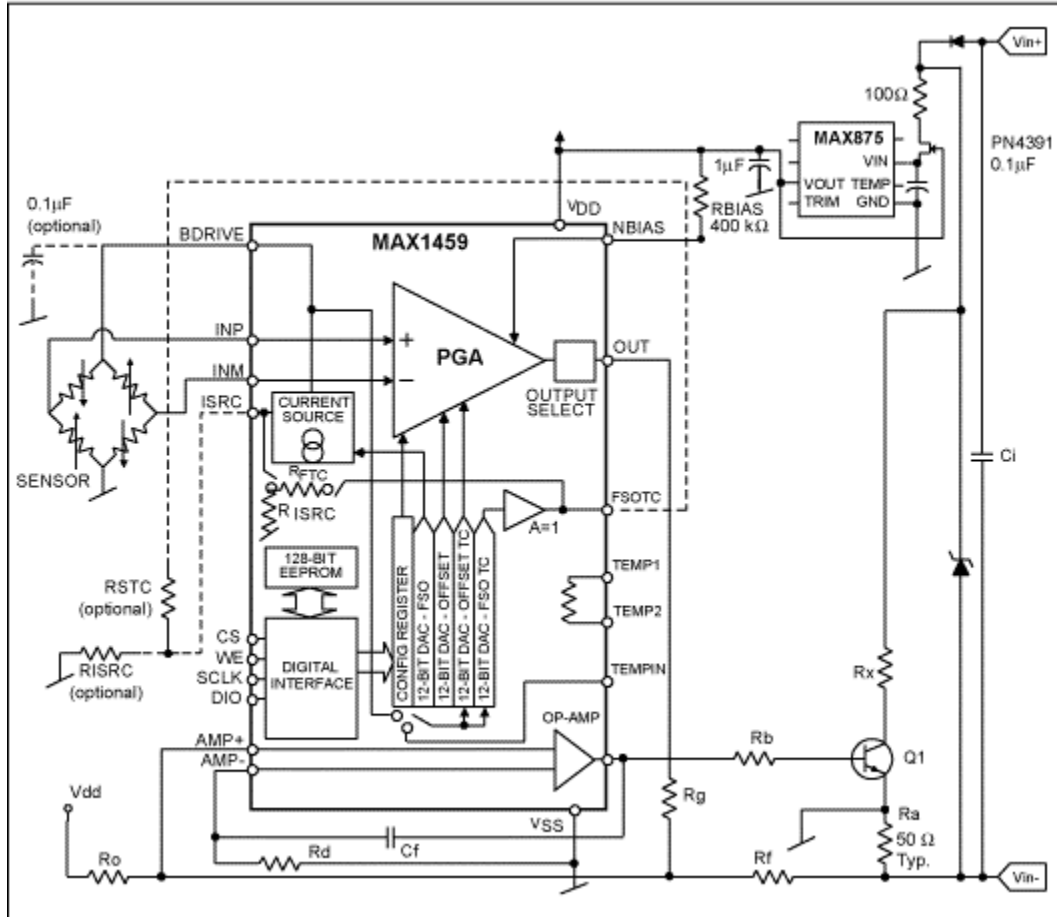 Vin+
100Ω
PN4391
0.1µF
MAX875
VIN
VOUT TEMP
TRIM GND
1µF
RBIAS
400 kΩ
VDD
NBIAS
0.1µF
(optional)
BDRIVE
MAX1459
INP
INM
ISRC
PGA
+
−
OUT
OUTPUT
SELECT
CURRENT
SOURCE
SENSOR
RFTC
RISRC
A=1
FSOTC
128-BIT
EEPROM
CONFIG REGISTER
12-BIT DAC - FSO
12-BIT DAC - OFFSET
12-BIT DAC - OFFSET TC
12-BIT DAC - FSO TC
TEMP1
TEMP2
TEMPIN
RSTC
(optional)
RISRC
(optional)
CS
WE
SCLK
DIO
DIGITAL
INTERFACE
OP-AMP
AMP+
AMP-
Ci
Rx
Rb
Q1
Rg
Ra
50 Ω
Typ.
Vdd
VSS
Cf
Rd
Ro
Rf
Vin-